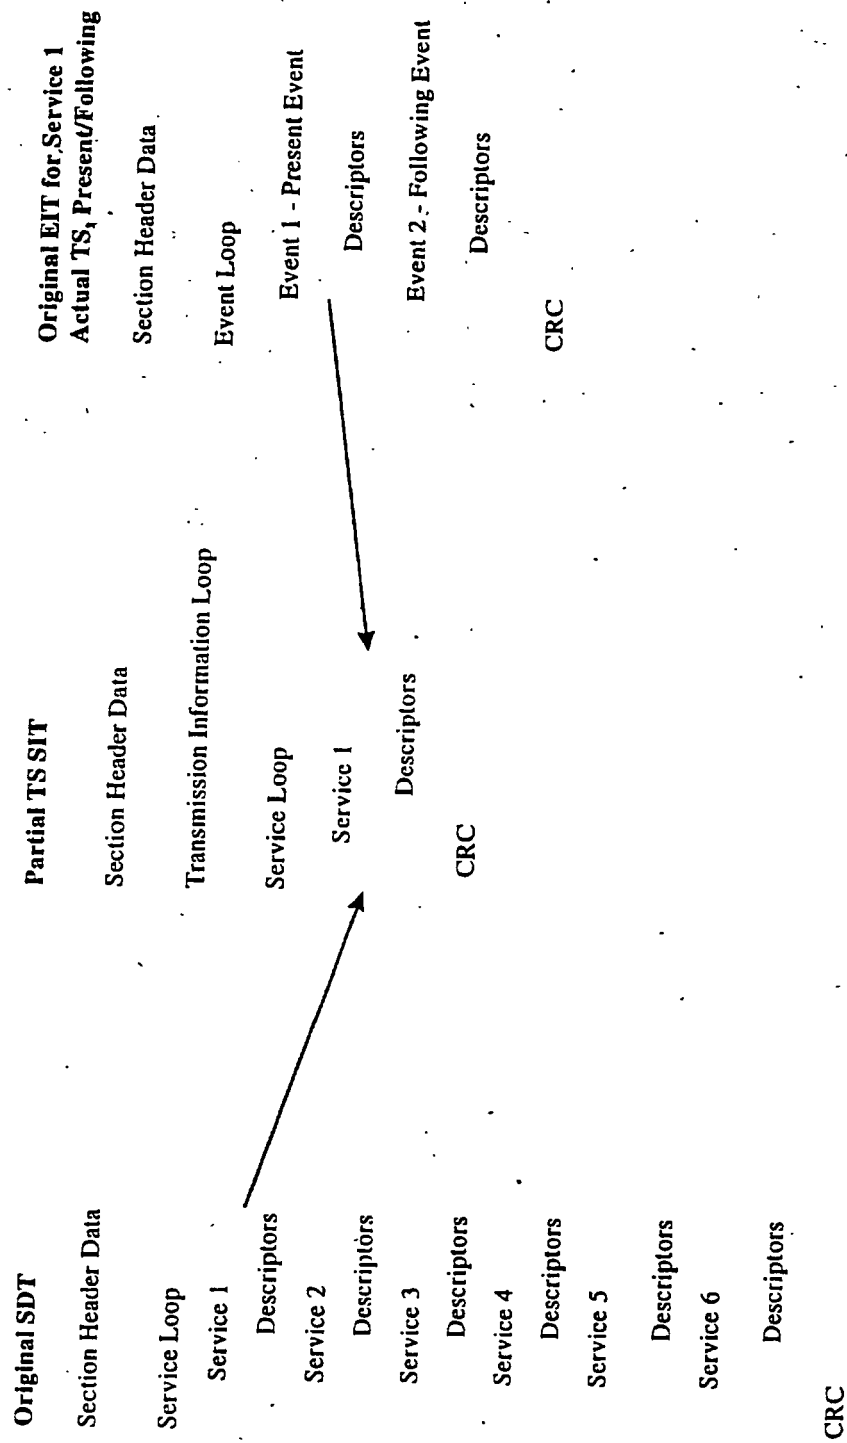 Original SDT
Section Header Data
Service Loop
Service 1
Descriptors
Service 2
Descriptors
Service 3
Descriptors
Service 4
Descriptors
Service 5
Descriptors
Service 6
Descriptors
CRC
Partial TS SIT
Section Header Data
Transmission Information Loop
Service Loop
Service 1
Descriptors
CRC
Original EIT for Service 1
Actual TS, Present/Following
Section Header Data
Event Loop
Event 1 - Present Event
Descriptors
Event 2 - Following Event
Descriptors
CRC